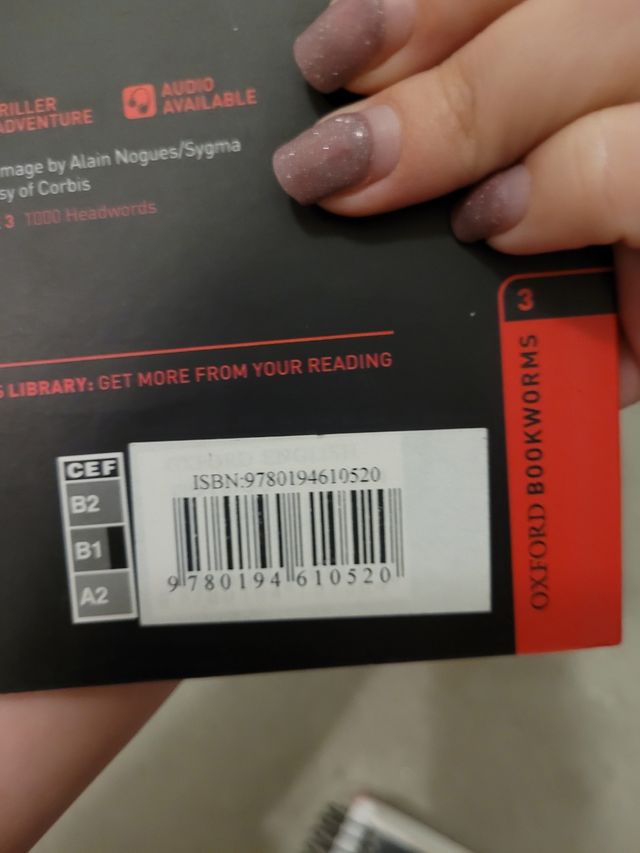 RILLER
ADVENTURE
AUDIO
AVAILABLE
mage by Alain Nogues/Sygma
sy of Corbis
3 1000 Headwords
3
S LIBRARY: GET MORE FROM YOUR READING
CEF
B2
B1
A2
ISBN:9780194610520
9 780194 610520
OXFORD BOOKWORMS